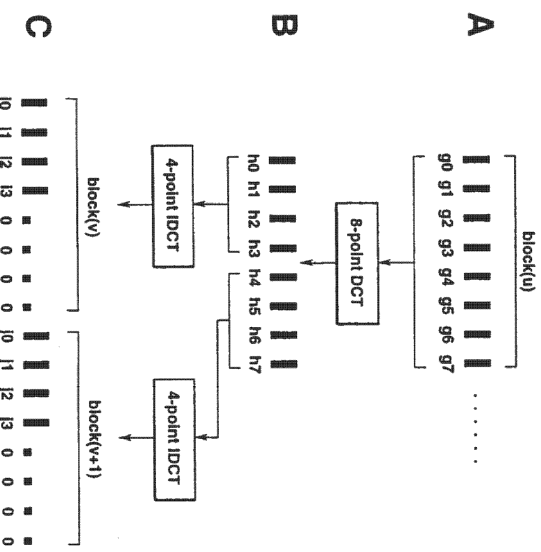 block(u)
A
g0 g1 g2 g3 g4 g5 g6 g7 . . . . . .
8-point DCT
B
h0 h1 h2 h3 h4 h5 h6 h7
4-point IDCT 4-point IDCT
block(v) block(v+1)
C
i0 i1 i2 i3 0 0 0 0 j0 j1 j2 j3 0 0 0 0